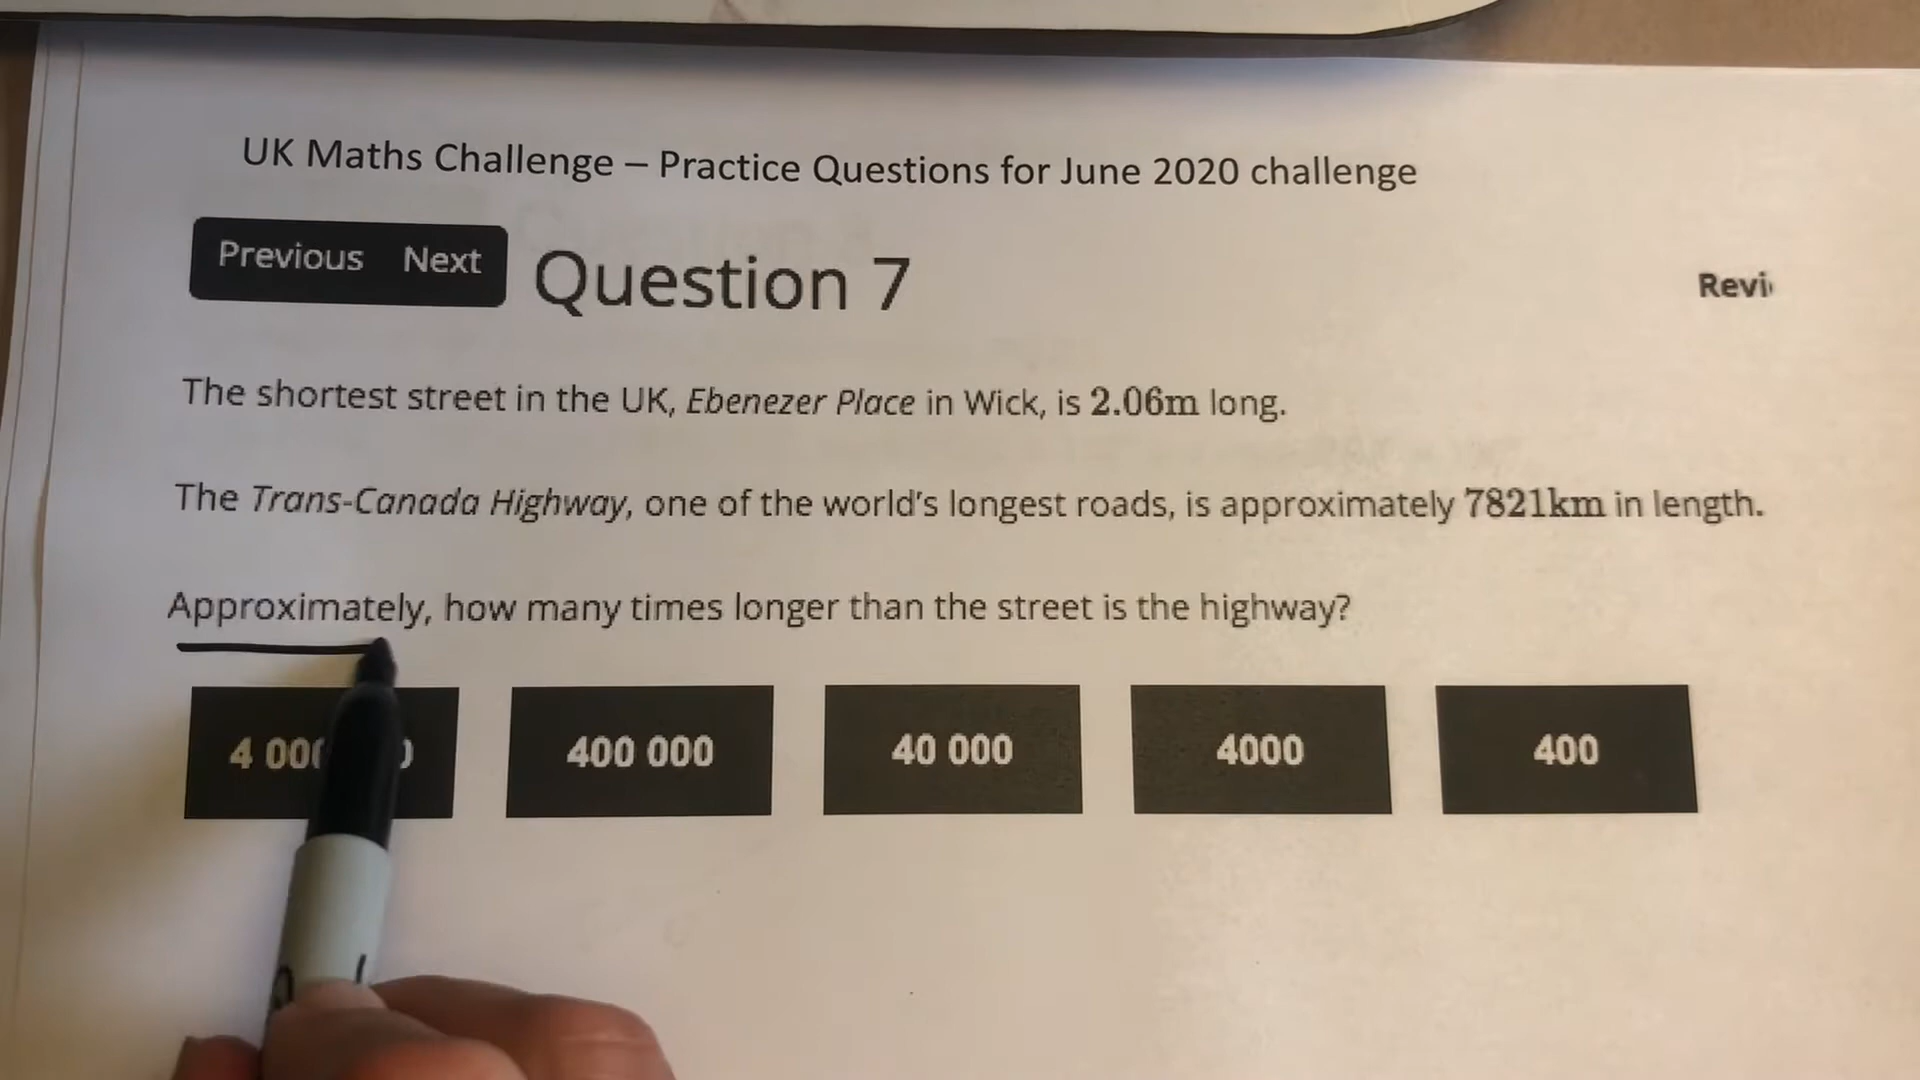 UK Maths Challenge – Practice Questions for June 2020 challenge
Previous Next
Question 7
Revi
The shortest street in the UK, Ebenezer Place in Wick, is 2.06m long.
The Trans-Canada Highway, one of the world's longest roads, is approximately 7821km in length.
Approximately, how many times longer than the street is the highway?
4 000 400 000 40 000 4000 400